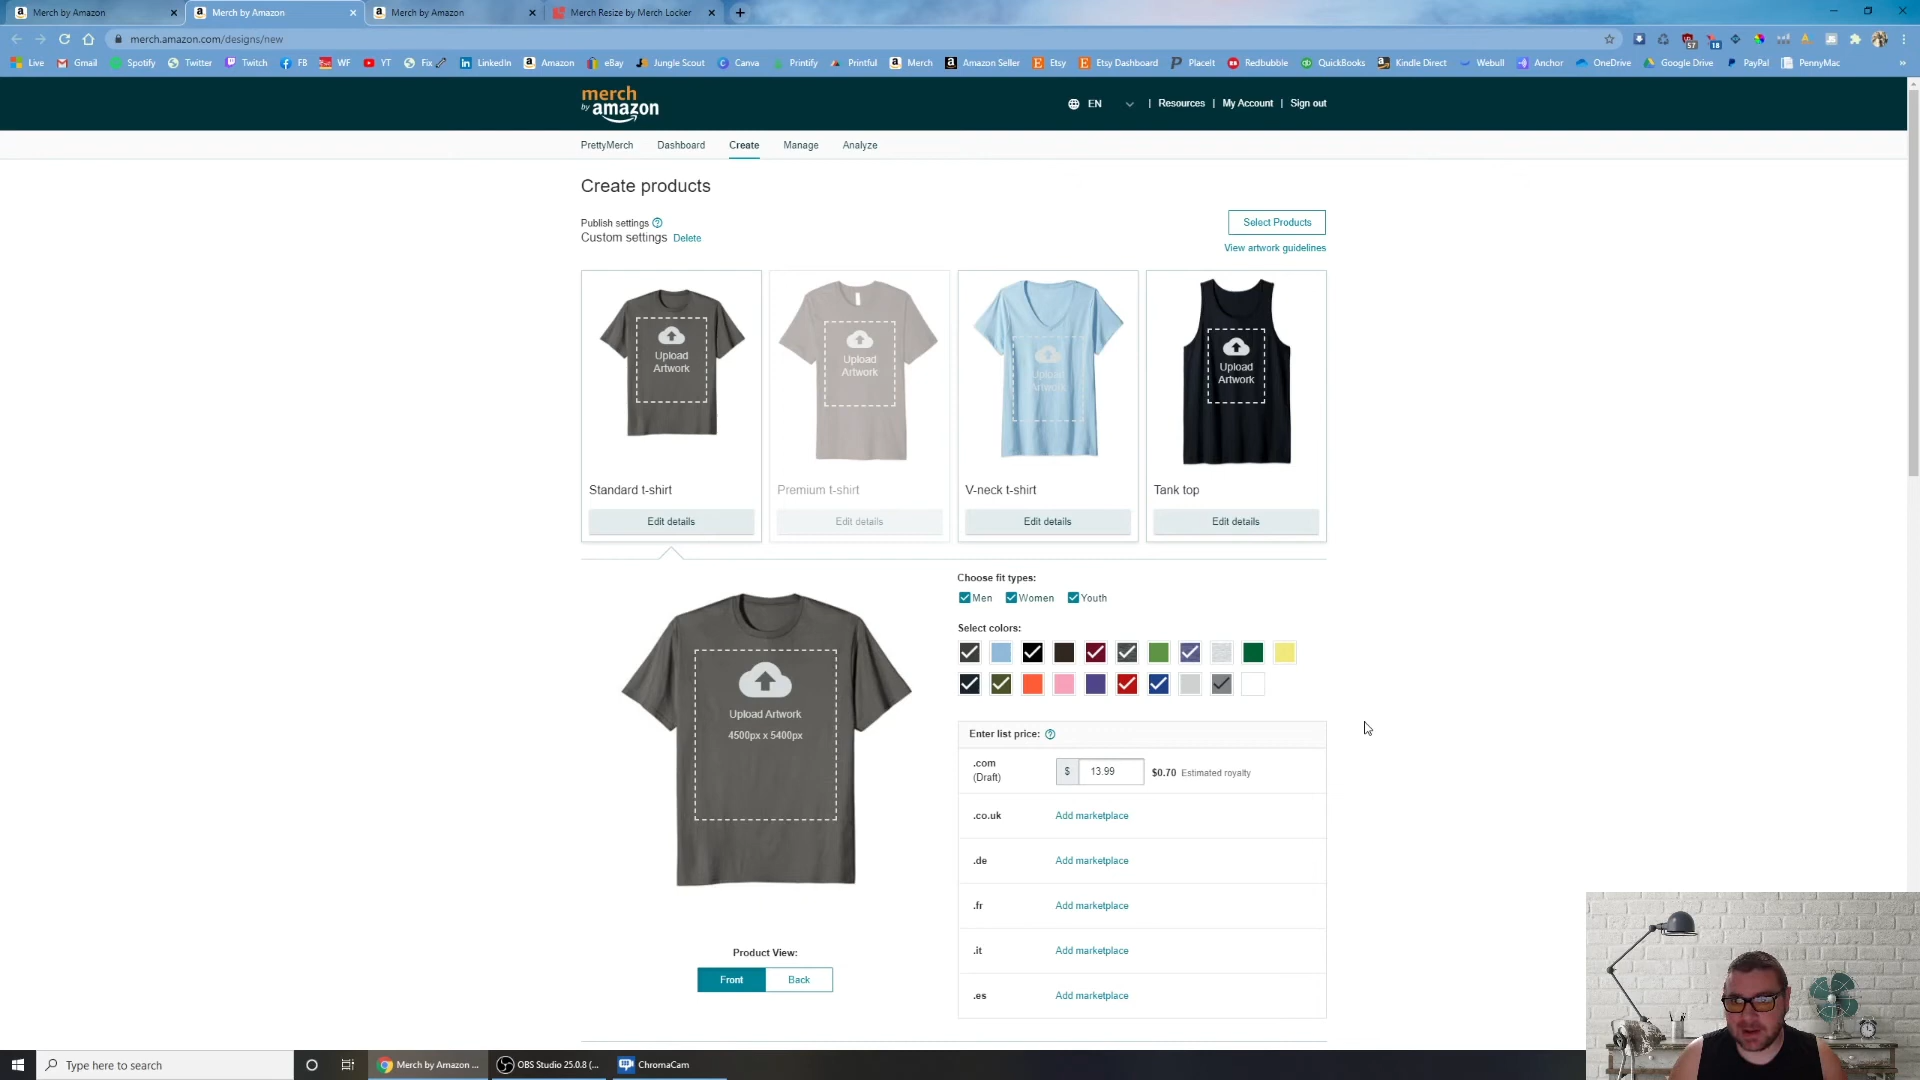 Merch by Amazon
Merch by Amazon
Merch by Amazon
Merch Resize by Merch Locker
merch.amazon.com/designs/new
57
18
Live Gmail Spotify Twitter Twitch FB WF YT Fix LinkedIn Amazon eBay Jungle Scout Canva Printify Printful Merch Amazon Seller Etsy Etsy Dashboard PlaceIt Redbubble QuickBooks Kindle Direct Webull Anchor OneDrive Google Drive PayPal PennyMac
merch
by amazon
EN | Resources | My Account | Sign out
PrettyMerch Dashboard Create Manage Analyze
Create products
Publish settings
Custom settings Delete
Select Products
View artwork guidelines
Upload
Artwork
Upload
Artwork
Upload
Artwork
Upload
Artwork
Standard t-shirt Premium t-shirt V-neck t-shirt Tank top
Edit details Edit details Edit details Edit details
Upload Artwork
4500px x 5400px
Product View:
Front Back
Choose fit types:
Men Women Youth
Select colors:
Enter list price:
.com
(Draft)
$ 13.99 $0.70 Estimated royalty
.co.uk Add marketplace
.de Add marketplace
.fr Add marketplace
.it Add marketplace
.es Add marketplace
Type here to search
Merch by Amazon ...
OBS Studio 25.0.8 (...
ChromaCam